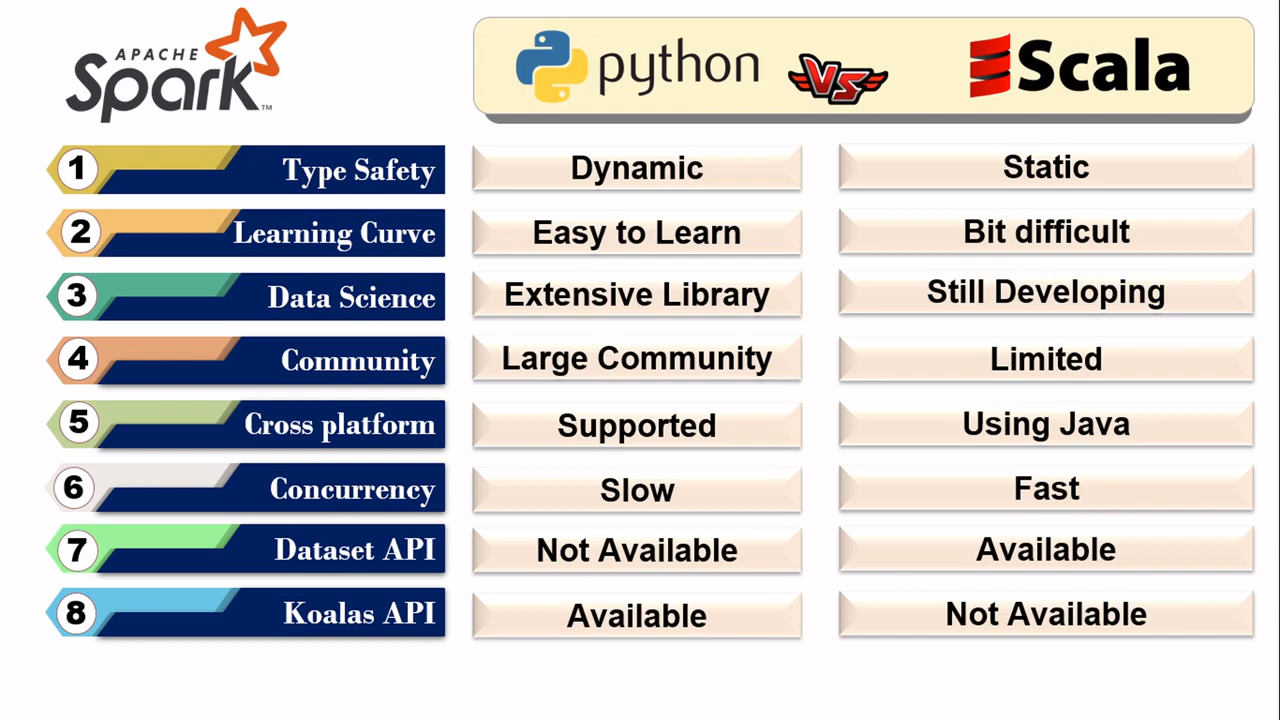 APACHE
Spark™
python VS Scala
1 Type Safety Dynamic Static
2 Learning Curve Easy to Learn Bit difficult
3 Data Science Extensive Library Still Developing
4 Community Large Community Limited
5 Cross platform Supported Using Java
6 Concurrency Slow Fast
7 Dataset API Not Available Available
8 Koalas API Available Not Available